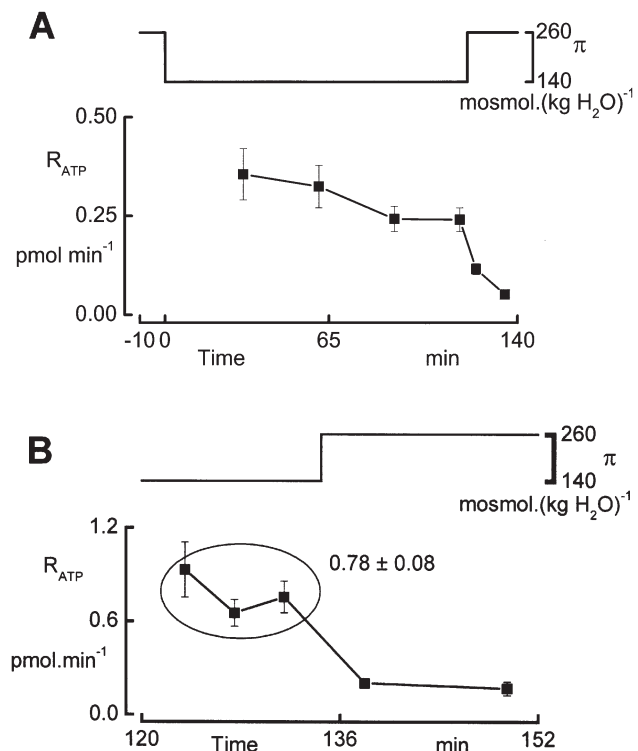 A
260
π
140
mosmol.(kg H₂O)⁻¹
0.50
R_ATP
0.25
pmol min⁻¹
0.00
-10 0 65 140
Time min
B
260
π
140
mosmol.(kg H₂O)⁻¹
1.2
R_ATP
0.78 ± 0.08
0.6
pmol.min⁻¹
0.0
120 136 152
Time min